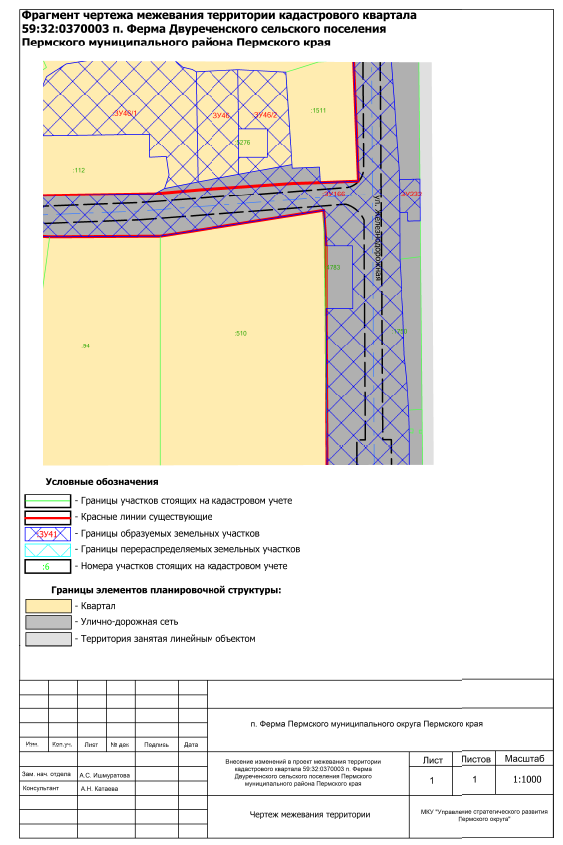 Фрагмент чертежа межевания территории кадастрового квартала
59:32:0370003 п. Ферма Двуреченского сельского поселения
Пермского муниципального района Пермского края
:1511
ЗУ46/1
ЗУ46
ЗУ46/2
:5276
:112
ЗУ166
ЗУ233
ул. Железнодорожная
:1783
:510
:94
Условные обозначения
- Границы участков стоящих на кадастровом учете
- Красные линии существующие
:ЗУ41 - Границы образуемых земельных участков
- Границы перераспределяемых земельных участков
:6 - Номера участков стоящих на кадастровом учете
Границы элементов планировочной структуры:
- Квартал
- Улично-дорожная сеть
- Территория занятая линейным объектом
п. Ферма Пермского муниципального округа Пермского края
Изм. Кол.уч. Лист № док Подпись Дата
Внесение изменений в проект межевания территории
кадастрового квартала 59:32:0370003 п. Ферма
Двуреченского сельского поселения Пермского
муниципального района Пермского края
Лист Листов Масштаб
1 1 1:1000
Зам. нач. отдела А.С. Ишмуратова
Консультант А.Н. Катаева
Чертеж межевания территории
МКУ "Управление стратегического развития
Пермского округа"